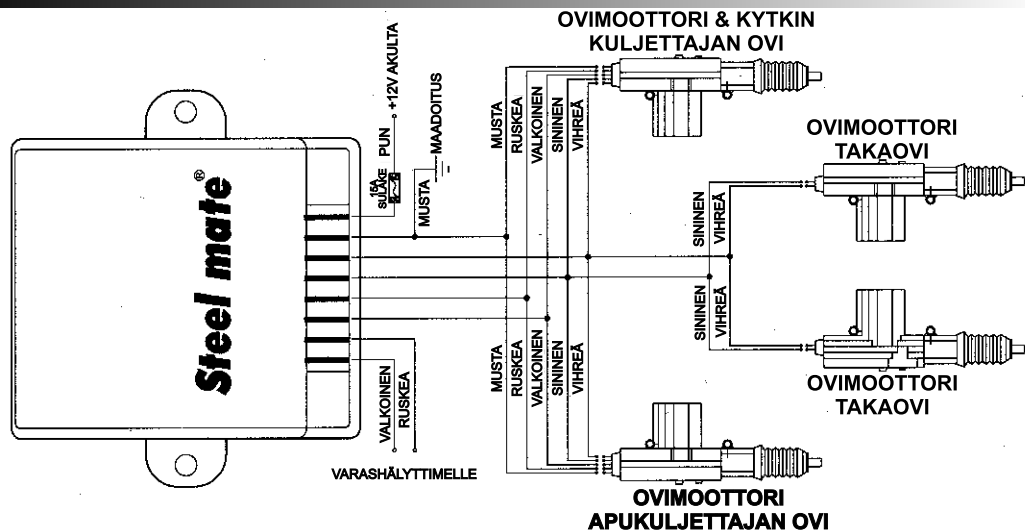 OVIMOOTTORI & KYTKIN
KULJETTAJAN OVI
+12V AKULTA
PUN
15A
SULAKE
MAADOITUS
MUSTA
MUSTA
RUSKEA
VALKOINEN
SININEN
VIHREÄ
OVIMOOTTORI
TAKAOVI
SININEN
VIHREÄ
Steel mate®
SININEN
VIHREÄ
MUSTA
RUSKEA
VALKOINEN
SININEN
VIHREÄ
OVIMOOTTORI
TAKAOVI
VALKOINEN
RUSKEA
VARASHÄLYTTIMELLE
OVIMOOTTORI
APUKULJETTAJAN OVI